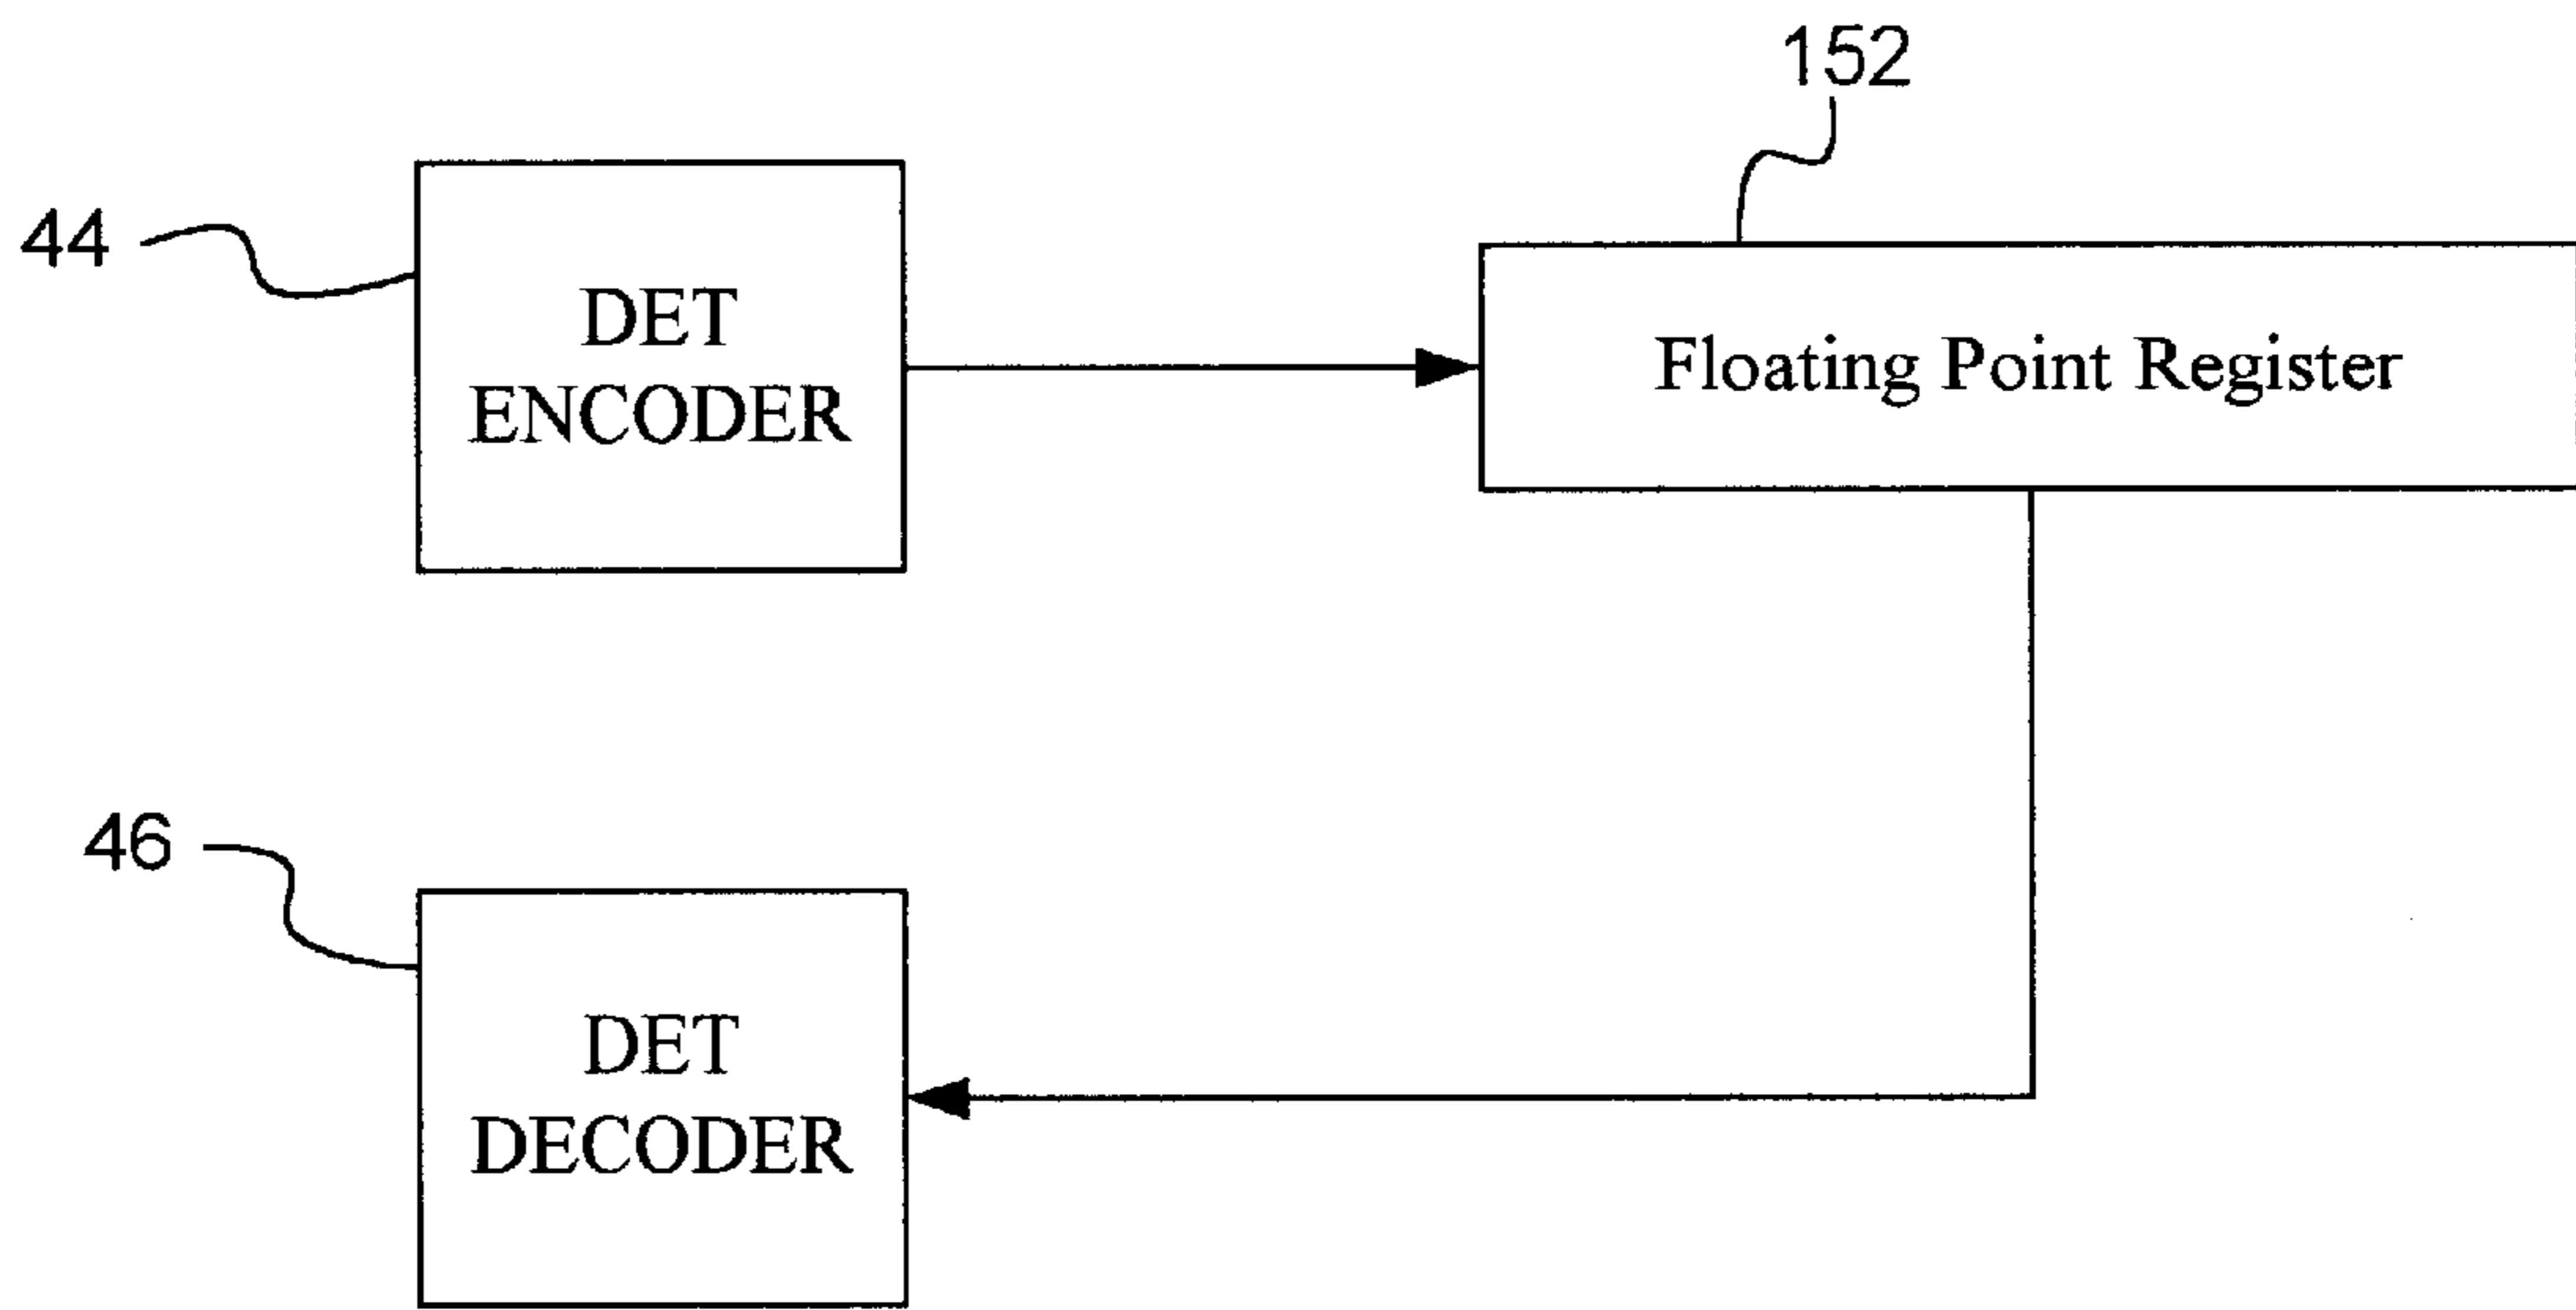 152
44
DET
ENCODER
Floating Point Register
46
DET
DECODER